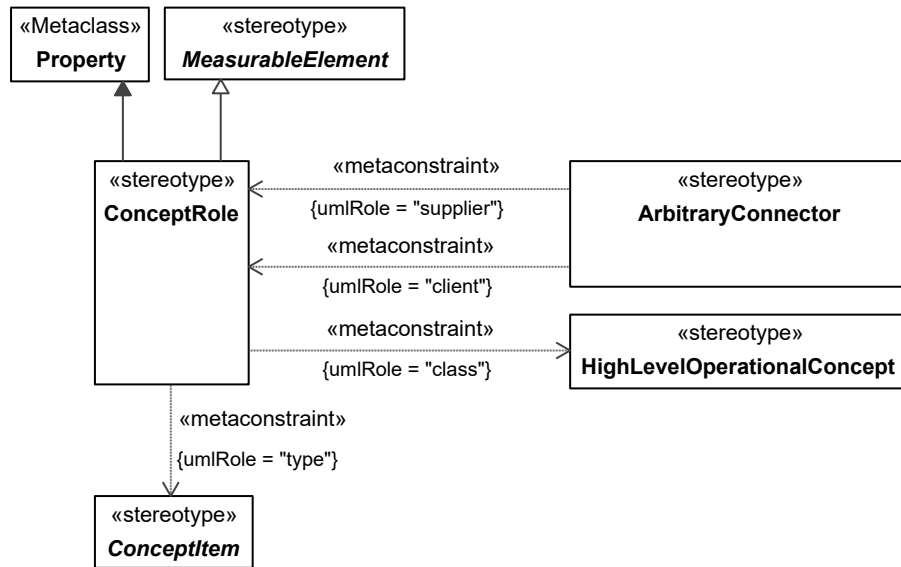 «Metaclass»
Property
«stereotype»
MeasurableElement
«stereotype»
ConceptRole
«metaconstraint»
{umlRole = "supplier"}
«metaconstraint»
{umlRole = "client"}
«stereotype»
ArbitraryConnector
«metaconstraint»
{umlRole = "class"}
«stereotype»
HighLevelOperationalConcept
«metaconstraint»
{umlRole = "type"}
«stereotype»
ConceptItem